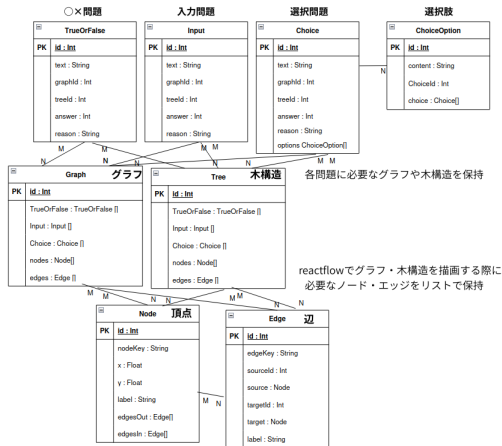 ○×問題
TrueOrFalse
PK id : Int
text : String
graphId : Int
treeId : Int
answer : Int
reason : String
入力問題
Input
PK id : Int
text : String
graphId : Int
treeId : Int
answer : Int
reason : String
選択問題
Choice
PK id : Int
text : String
graphId : Int
treeId : Int
answer : Int
reason : String
options ChoiceOption[]
選択肢
ChoiceOption
PK id : Int
content : String
ChoiceId : Int
choice : Choice[]
N
M
M
M
M
M
M
N
N
N
N
N
Graph グラフ
PK id : Int
TrueOrFalse : TrueOrFalse []
Input : Input []
Choice : Choice []
nodes : Node[]
edges : Edge []
Tree 木構造
PK id : Int
TrueOrFalse : TrueOrFalse []
Input : Input []
Choice : Choice []
nodes : Node[]
edges : Edge []
各問題に必要なグラフや木構造を保持
reactflowでグラフ・木構造を描画する際に
必要なノード・エッジをリストで保持
M
M
M
M
N
N
N
N
Node 頂点
PK id : Int
nodeKey : String
x : Float
y : Float
label : String
edgesOut : Edge[]
edgesIn : Edge[]
M
N
Edge 辺
PK id : Int
edgeKey : String
sourceId : Int
source : Node
targetId : Int
target : Node
label : String